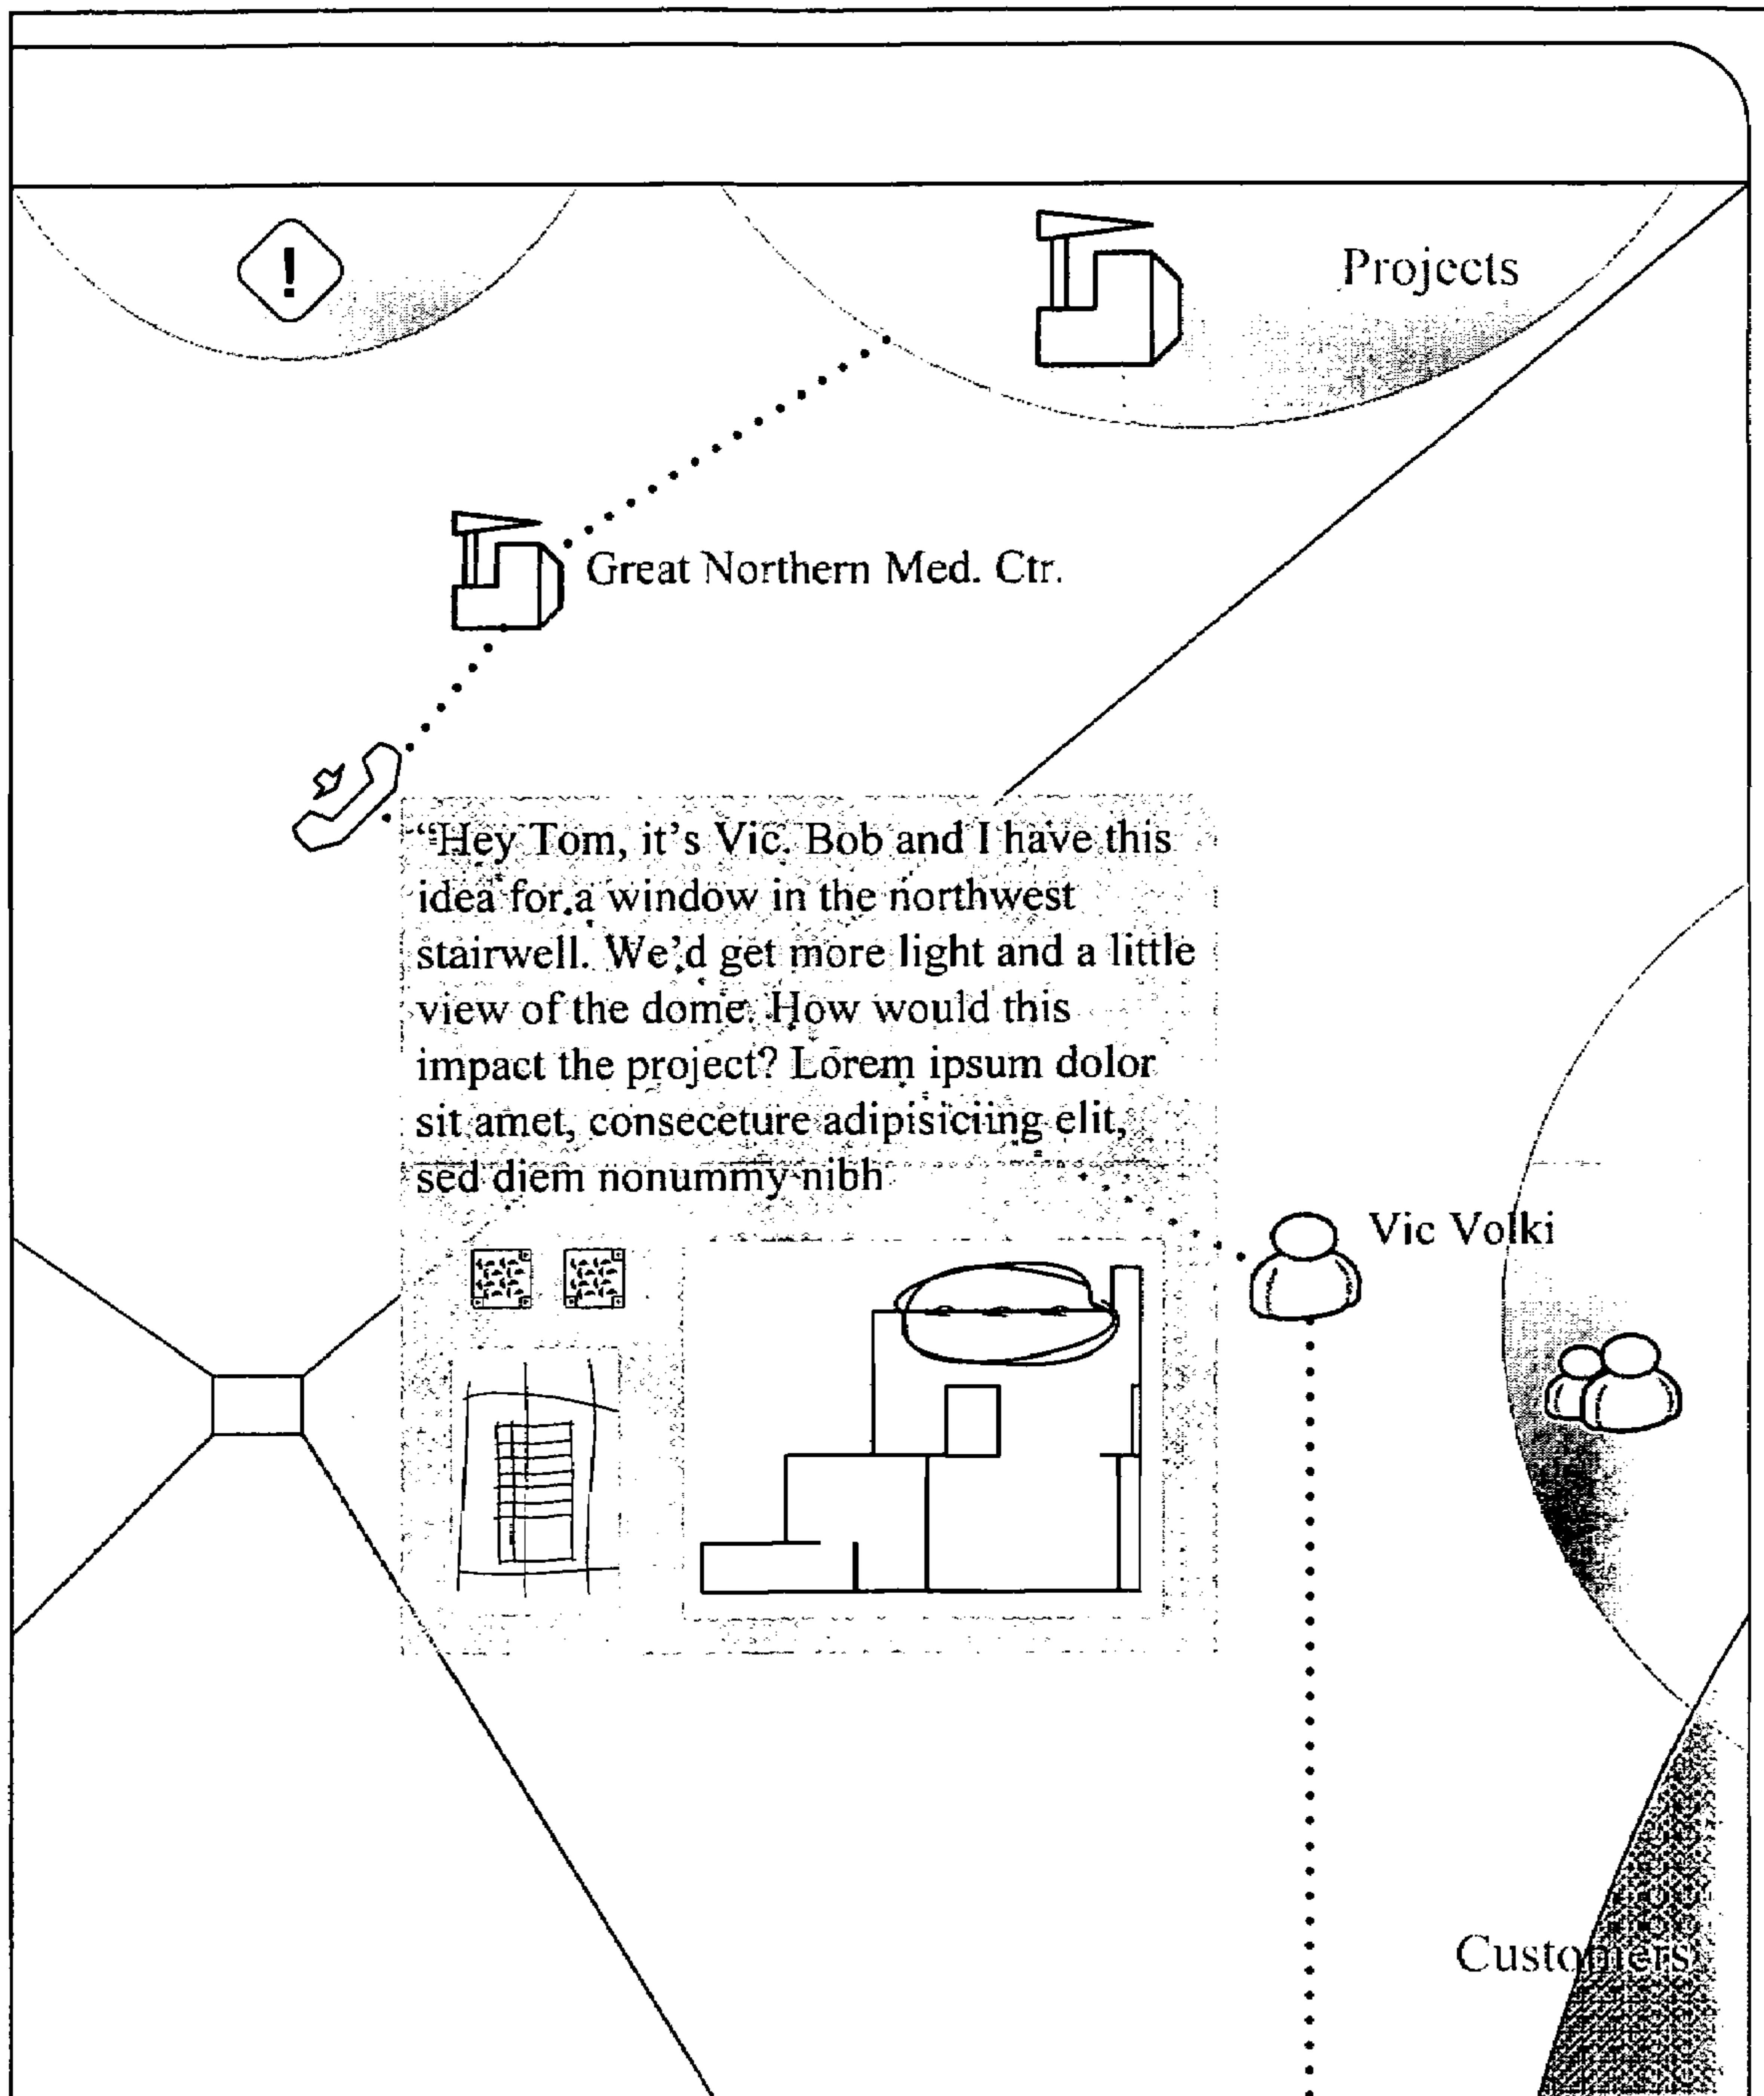 !
Projects
Great Northern Med. Ctr.
“Hey Tom, it’s Vic. Bob and I have this
idea for a window in the northwest
stairwell. We’d get more light and a little
view of the dome. How would this
impact the project? Lorem ipsum dolor
sit amet, conseceture adipisiciing elit,
sed diem nonummy nibh
Vic Volki
Customers